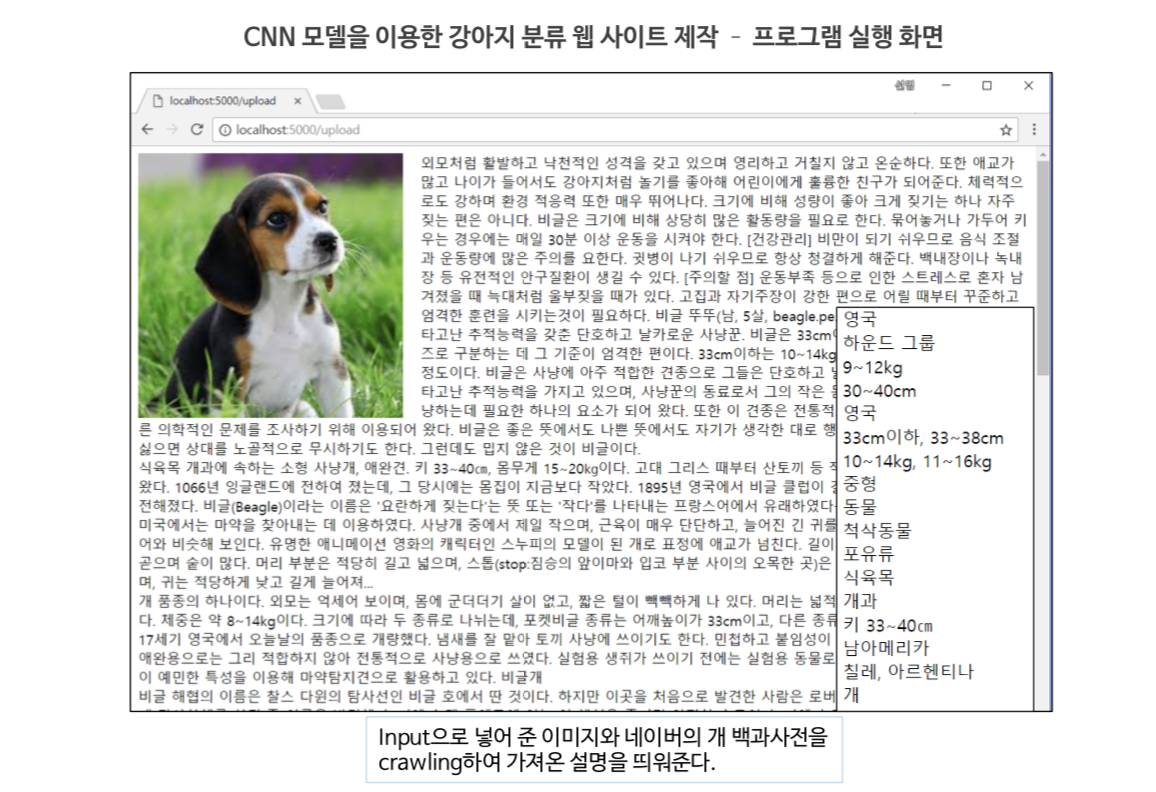 CNN 모델을 이용한 강아지 분류 웹 사이트 제작 - 프로그램 실행 화면
localhost:5000/upload
localhost:5000/upload
외모처럼 활발하고 낙천적인 성격을 갖고 있으며 영리하고 거칠지 않고 온순하다. 또한 애교가
많고 나이가 들어서도 강아지처럼 놀기를 좋아해 어린이에게 훌륭한 친구가 되어준다. 체력적으
로도 강하며 환경 적응력 또한 매우 뛰어나다. 크기에 비해 성량이 좋아 크게 짖기는 하나 자주
짖는 편은 아니다. 비글은 크기에 비해 상당히 많은 활동량을 필요로 한다. 묶어놓거나 가두어 키
우는 경우에는 매일 30분 이상 운동을 시켜야 한다. [건강관리] 비만이 되기 쉬우므로 음식 조절
과 운동량에 많은 주의를 요한다. 귓병이 나기 쉬우므로 항상 청결하게 해준다. 백내장이나 녹내
장 등 유전적인 안구질환이 생길 수 있다. [주의할 점] 운동부족 등으로 인한 스트레스로 혼자 남
겨졌을 때 늑대처럼 울부짖을 때가 있다. 고집과 자기주장이 강한 편으로 어릴 때부터 꾸준하고
엄격한 훈련을 시키는것이 필요하다. 비글 뚜뚜(남, 5살, beagle.pe
타고난 추적능력을 갖춘 단호하고 날카로운 사냥꾼. 비글은 33cm
즈로 구분하는 데 그 기준이 엄격한 편이다. 33cm이하는 10~14kg
정도이다. 비글은 사냥에 아주 적합한 견종으로 그들은 단호하고
타고난 추적능력을 가지고 있으며, 사냥꾼의 동료로서 그의 작은
냥하는데 필요한 하나의 요소가 되어 왔다. 또한 이 견종은 전통적
른 의학적인 문제를 조사하기 위해 이용되어 왔다. 비글은 좋은 뜻에서도 나쁜 뜻에서도 자기가 생각한 대로 행
싫으면 상대를 노골적으로 무시하기도 한다. 그런데도 밉지 않은 것이 비글이다.
식육목 개과에 속하는 소형 사냥개, 애완견. 키 33~40㎝, 몸무게 15~20kg이다. 고대 그리스 때부터 산토끼 등
왔다. 1066년 잉글랜드에 전하여 졌는데, 그 당시에는 몸집이 지금보다 작았다. 1895년 영국에서 비글 클럽이
전해졌다. 비글(Beagle)이라는 이름은 '요란하게 짖는다'는 뜻 또는 '작다'를 나타내는 프랑스어에서 유래하였다
미국에서는 마약을 찾아내는 데 이용하였다. 사냥개 중에서 제일 작으며, 근육이 매우 단단하고, 늘어진 긴 귀를
어와 비슷해 보인다. 유명한 애니메이션 영화의 캐릭터인 스누피의 모델이 된 개로 표정에 애교가 넘친다. 길이
곧으며 숱이 많다. 머리 부분은 적당히 길고 넓으며, 스톱(stop:짐승의 앞이마와 입코 부분 사이의 오목한 곳)은
며, 귀는 적당하게 낮고 길게 늘어져...
개 품종의 하나이다. 외모는 억세어 보이며, 몸에 군더더기 살이 없고, 짧은 털이 빽빽하게 나 있다. 머리는 넓적
다. 체중은 약 8~14kg이다. 크기에 따라 두 종류로 나뉘는데, 포켓비글 종류는 어깨높이가 33cm이고, 다른 종류
17세기 영국에서 오늘날의 품종으로 개량했다. 냄새를 잘 맡아 토끼 사냥에 쓰이기도 한다. 민첩하고 붙임성이
애완용으로는 그리 적합하지 않아 전통적으로 사냥용으로 쓰였다. 실험용 생쥐가 쓰이기 전에는 실험용 동물로
이 예민한 특성을 이용해 마약탐지견으로 활용하고 있다. 비글개
비글 해협의 이름은 찰스 다윈의 탐사선인 비글 호에서 딴 것이다. 하지만 이곳을 처음으로 발견한 사람은 로버
영국
하운드 그룹
9~12kg
30~40cm
영국
33cm이하, 33~38cm
10~14kg, 11~16kg
중형
동물
척삭동물
포유류
식육목
개과
키 33~40㎝
남아메리카
칠레, 아르헨티나
개
Input으로 넣어 준 이미지와 네이버의 개 백과사전을
crawling하여 가져온 설명을 띄워준다.